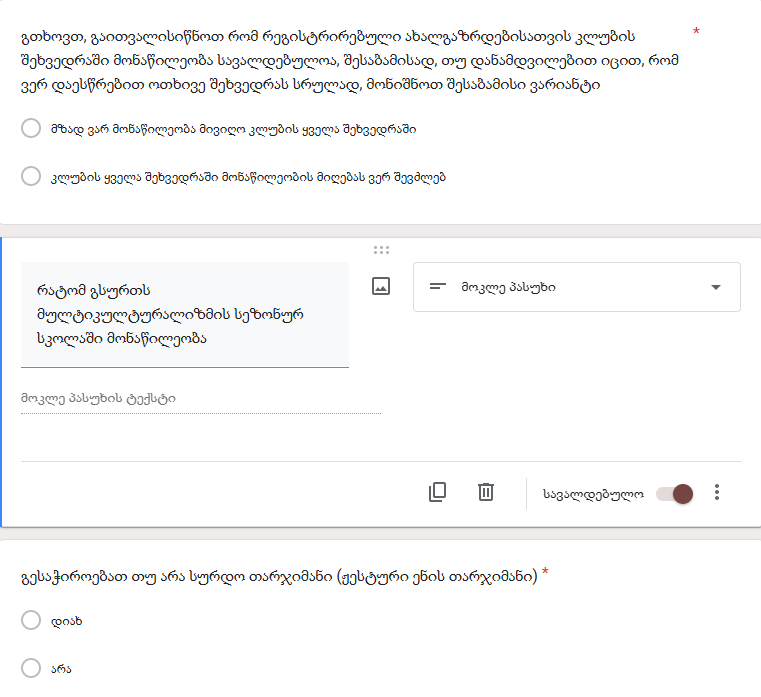 გთხოვთ, გაითვალისიწნოთ რომ რეგისტრირებული ახალგაზრდებისათვის კლუბის *
შეხვედრაში მონაწილეობა სავალდებულოა, შესაბამისად, თუ დანამდვილებით იცით, რომ
ვერ დაესწრებით ოთხივე შეხვედრას სრულად, მონიშნოთ შესაბამისი ვარიანტი
მზად ვარ მონაწილეობა მივიღო კლუბის ყველა შეხვედრაში
კლუბის ყველა შეხვედრაში მონაწილეობის მიღებას ვერ შევძლებ
რატომ გსურთს
მულტიკულტურალიზმის სეზონურ
სკოლაში მონაწილეობა
მოკლე პასუხი
მოკლე პასუხის ტექსტი
სავალდებულო
გესაჭიროებათ თუ არა სურდო თარჯიმანი (ჟესტური ენის თარჯიმანი) *
დიახ
არა